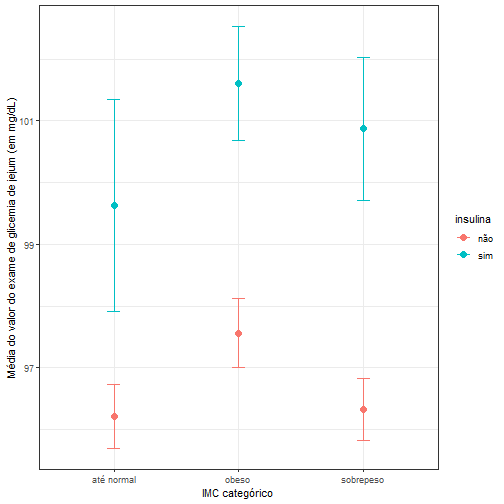 Média do valor do exame de glicemia de jejum (em mg/dL)
101
99
97
até normal
obeso
sobrepeso
IMC categórico
insulina
não
sim